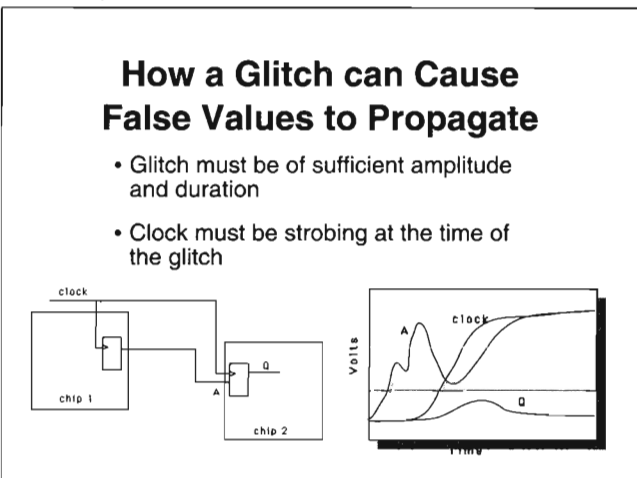 How a Glitch can Cause
False Values to Propagate
• Glitch must be of sufficient amplitude
and duration
• Clock must be strobing at the time of
the glitch
clock
chip 1
A
Q
chip 2
Volts
A
clock
Q
Time